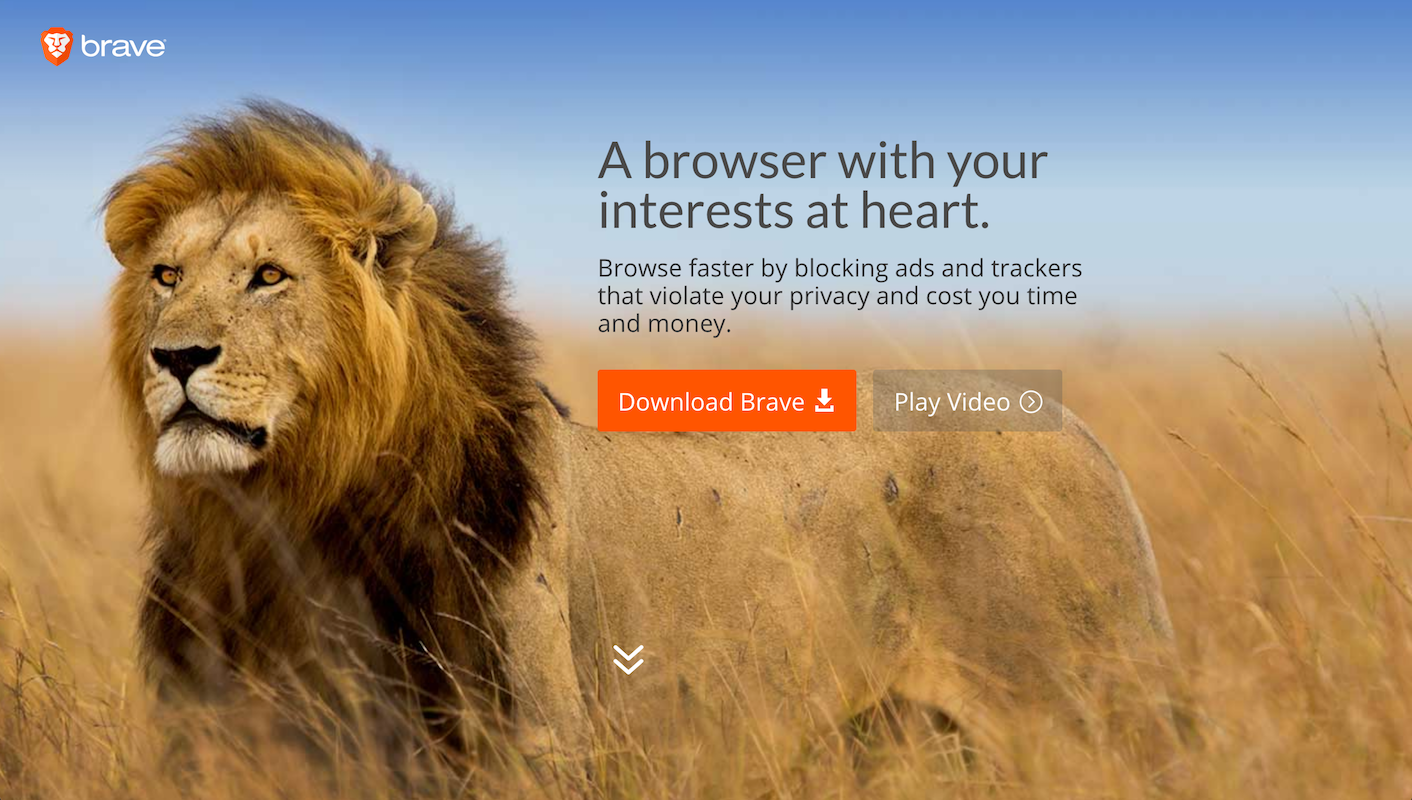 brave
A browser with your
interests at heart.
Browse faster by blocking ads and trackers
that violate your privacy and cost you time
and money.
Download Brave
Play Video